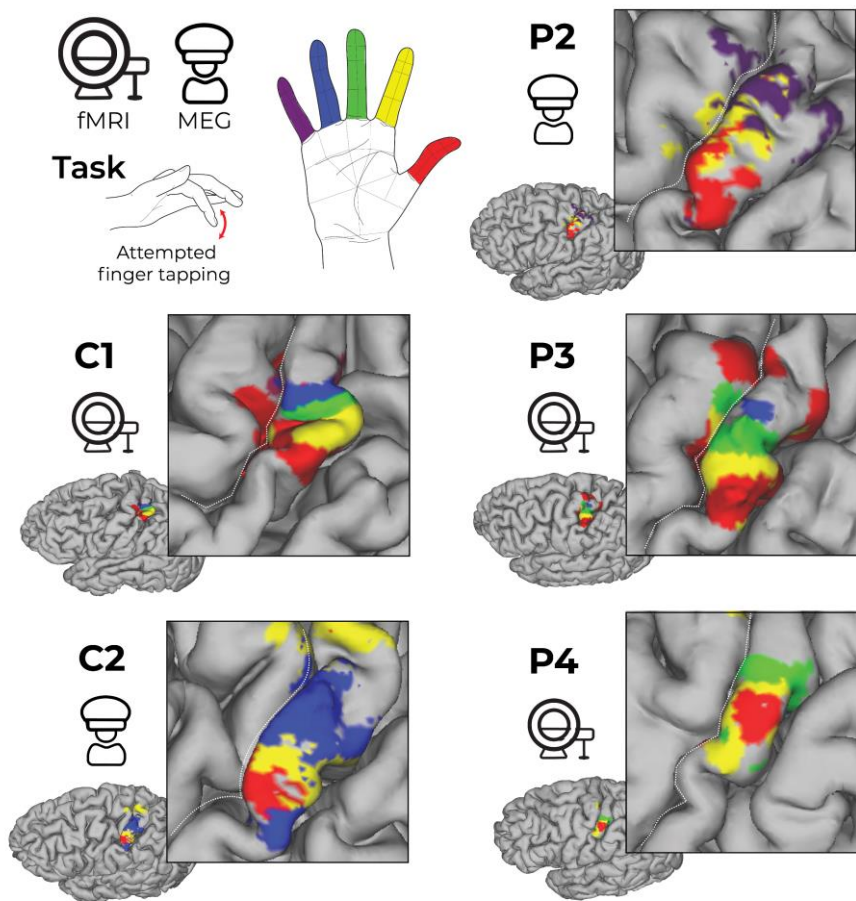 fMRI
MEG
Task
Attempted
finger tapping
P2
C1
P3
C2
P4